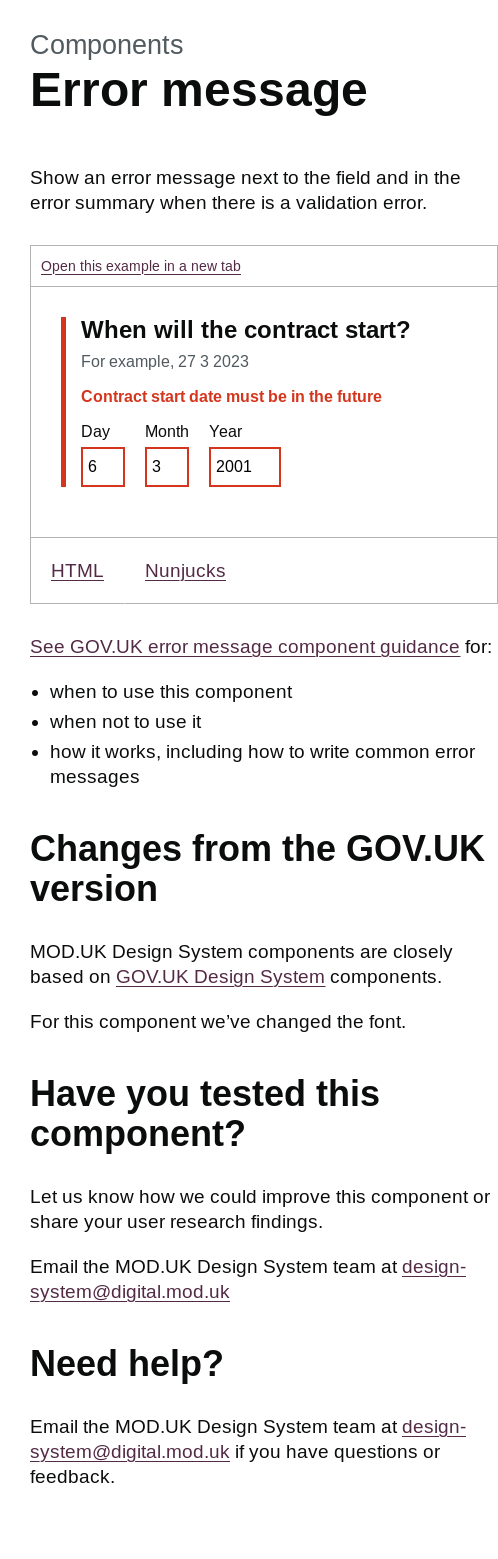 Components
Error message
Show an error message next to the field and in the
error summary when there is a validation error.
Open this example in a new tab
When will the contract start?
For example, 27 3 2023
Contract start date must be in the future
Day Month Year
6 3 2001
HTML Nunjucks
See GOV.UK error message component guidance for:
• when to use this component
• when not to use it
• how it works, including how to write common error
messages
Changes from the GOV.UK
version
MOD.UK Design System components are closely
based on GOV.UK Design System components.
For this component we’ve changed the font.
Have you tested this
component?
Let us know how we could improve this component or
share your user research findings.
Email the MOD.UK Design System team at design-
system@digital.mod.uk
Need help?
Email the MOD.UK Design System team at design-
system@digital.mod.uk if you have questions or
feedback.